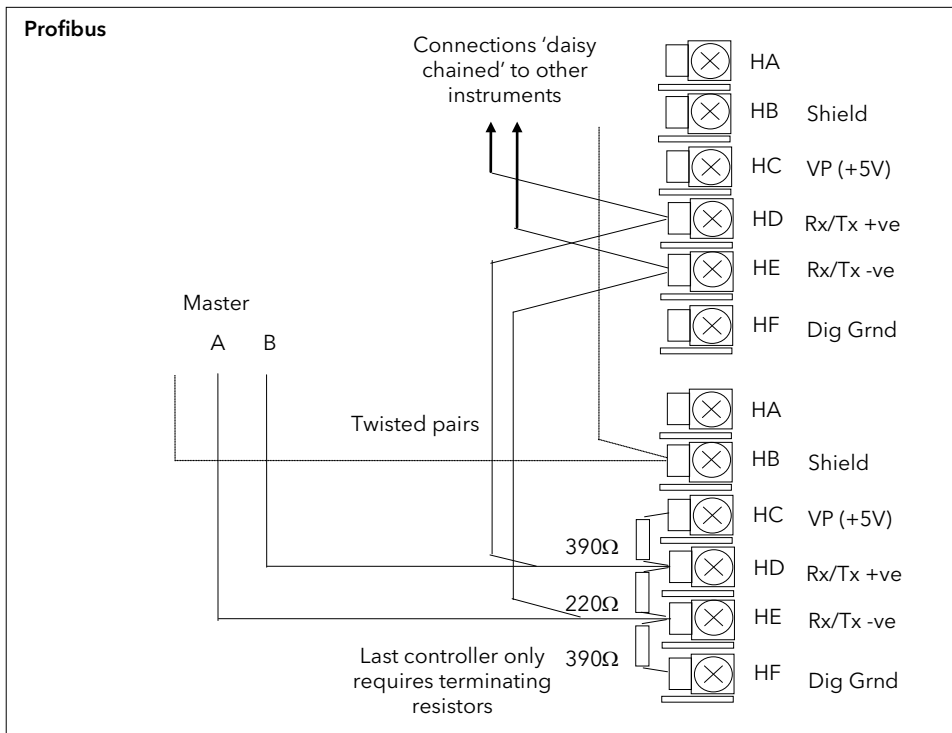 Profibus
Connections ‘daisy
chained’ to other
instruments
HA
HB Shield
HC VP (+5V)
HD Rx/Tx +ve
HE Rx/Tx -ve
HF Dig Grnd
Master
A B
Twisted pairs
HA
HB Shield
HC VP (+5V)
390Ω
HD Rx/Tx +ve
220Ω
HE Rx/Tx -ve
390Ω
HF Dig Grnd
Last controller only
requires terminating
resistors